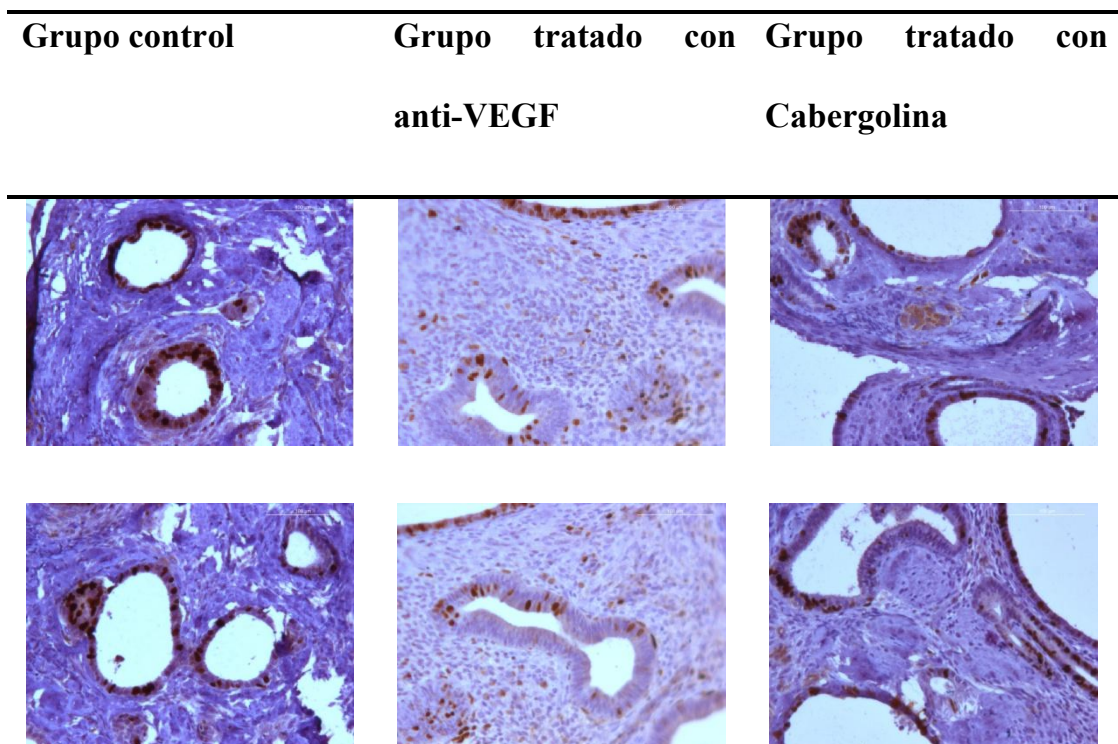 Grupo control
Grupo tratado con
anti-VEGF
Grupo tratado con
Cabergolina